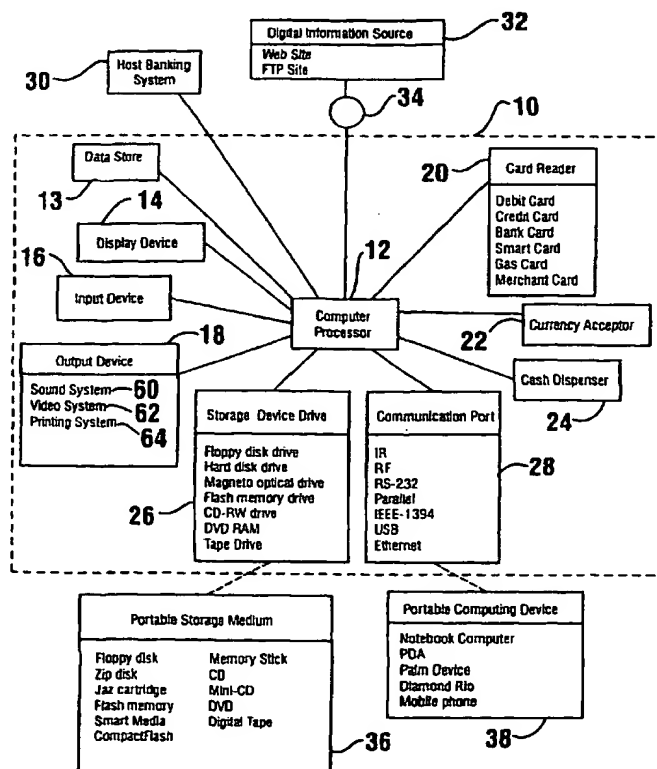 Digital Information Source
32
Web Site
FTP Site
30
Host Banking
System
34
10
Data Store
13
14
Display Device
16
Input Device
18
Output Device
Sound System 60
Video System 62
Printing System 64
12
Computer
Processor
20
Card Reader
Debit Card
Credit Card
Bank Card
Smart Card
Gas Card
Merchant Card
22
Currency Acceptor
Cash Dispenser
24
Storage Device Drive
Floppy disk drive
Hard disk drive
Magneto optical drive
Flash memory drive
CD-RW drive
DVD RAM
Tape Drive
26
Communication Port
IR
RF
RS-232
Parallel
IEEE-1394
USB
Ethernet
28
Portable Storage Medium
Floppy disk Memory Stick
Zip disk CD
Jaz cartridge Mini-CD
Flash memory DVD
Smart Media Digital Tape
CompactFlash
36
Portable Computing Device
Notebook Computer
PDA
Palm Device
Diamond Rio
Mobile phone
38